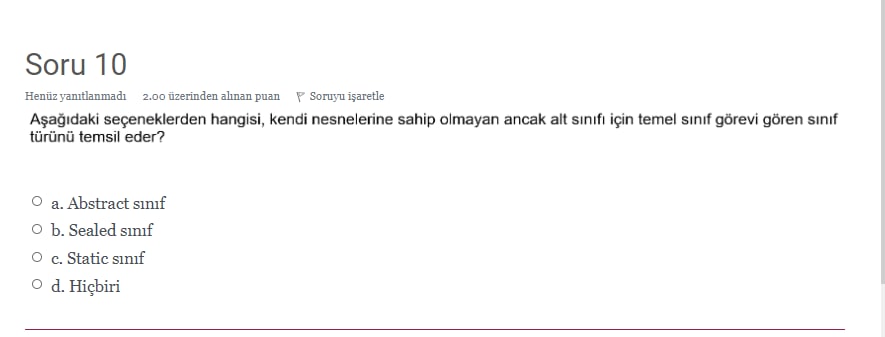 Soru 10
Henüz yanıtlanmadı 2.00 üzerinden alınan puan Soruyu işaretle
Aşağıdaki seçeneklerden hangisi, kendi nesnelerine sahip olmayan ancak alt sınıfı için temel sınıf görevi gören sınıf
türünü temsil eder?
a. Abstract sınıf
b. Sealed sınıf
c. Static sınıf
d. Hiçbiri